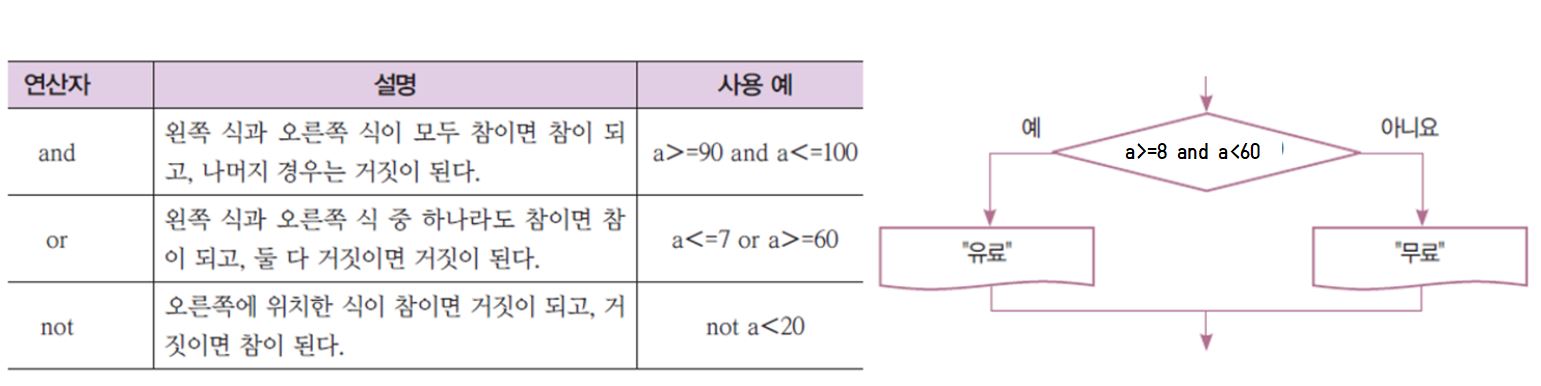 연산자 설명 사용 예
and
왼쪽 식과 오른쪽 식이 모두 참이면 참이 되
고, 나머지 경우는 거짓이 된다.
a>=90 and a<=100
or
왼쪽 식과 오른쪽 식 중 하나라도 참이면 참
이 되고, 둘 다 거짓이면 거짓이 된다.
a<=7 or a>=60
not
오른쪽에 위치한 식이 참이면 거짓이 되고, 거
짓이면 참이 된다.
not a<20
예
아니요
a>=8 and a<60
"유료"
"무료"